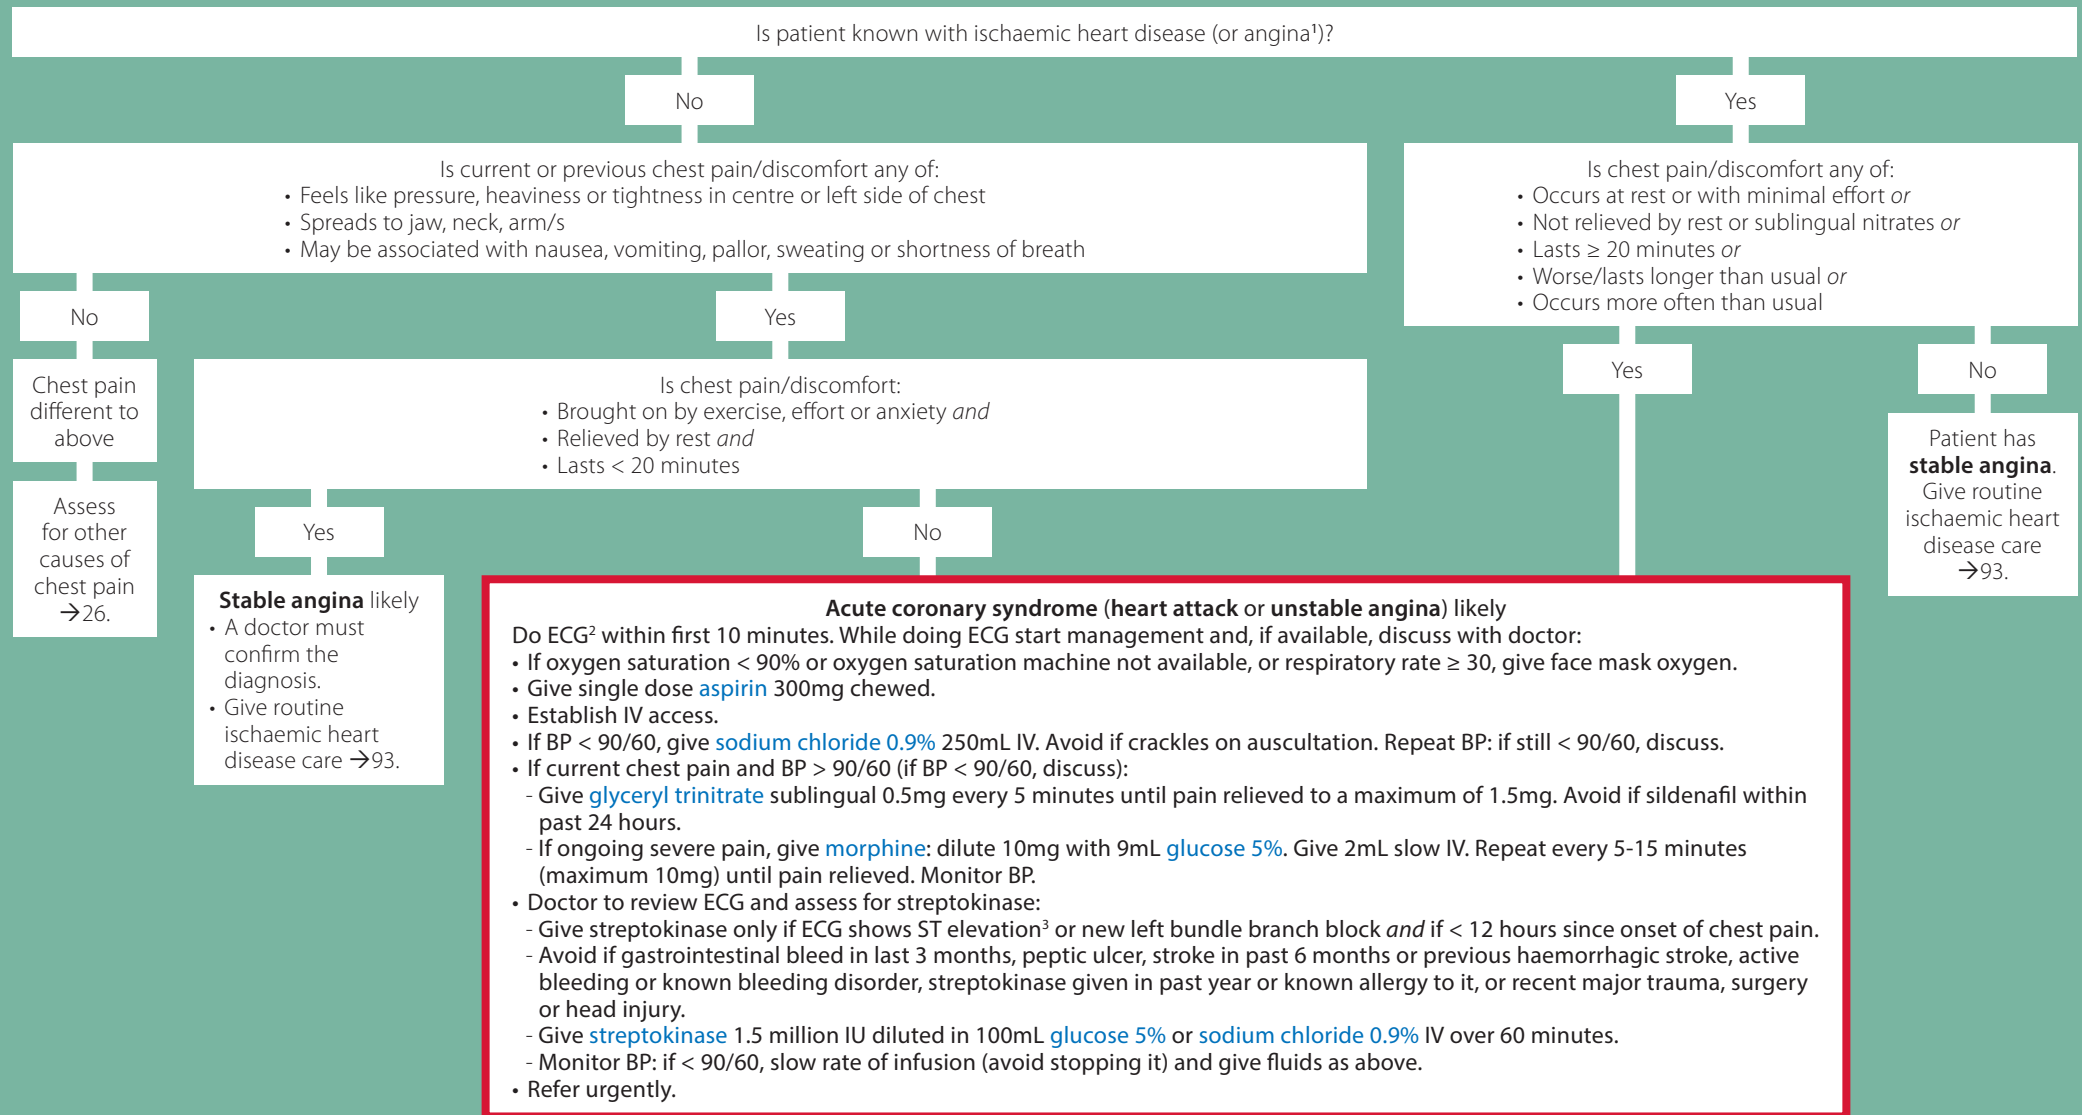 Is patient known with ischaemic heart disease (or angina¹)?
No
Yes
Is current or previous chest pain/discomfort any of:
• Feels like pressure, heaviness or tightness in centre or left side of chest
• Spreads to jaw, neck, arm/s
• May be associated with nausea, vomiting, pallor, sweating or shortness of breath
Is chest pain/discomfort any of:
• Occurs at rest or with minimal effort or
• Not relieved by rest or sublingual nitrates or
• Lasts ≥ 20 minutes or
• Worse/lasts longer than usual or
• Occurs more often than usual
No
Yes
Yes
No
Chest pain
different to
above
Is chest pain/discomfort:
• Brought on by exercise, effort or anxiety and
• Relieved by rest and
• Lasts < 20 minutes
Patient has
stable angina.
Give routine
ischaemic heart
disease care
→93.
Assess
for other
causes of
chest pain
→26.
Yes
No
Stable angina likely
• A doctor must
confirm the
diagnosis.
• Give routine
ischaemic heart
disease care →93.
Acute coronary syndrome (heart attack or unstable angina) likely
Do ECG² within first 10 minutes. While doing ECG start management and, if available, discuss with doctor:
• If oxygen saturation < 90% or oxygen saturation machine not available, or respiratory rate ≥ 30, give face mask oxygen.
• Give single dose aspirin 300mg chewed.
• Establish IV access.
• If BP < 90/60, give sodium chloride 0.9% 250mL IV. Avoid if crackles on auscultation. Repeat BP: if still < 90/60, discuss.
• If current chest pain and BP > 90/60 (if BP < 90/60, discuss):
- Give glyceryl trinitrate sublingual 0.5mg every 5 minutes until pain relieved to a maximum of 1.5mg. Avoid if sildenafil within
past 24 hours.
- If ongoing severe pain, give morphine: dilute 10mg with 9mL glucose 5%. Give 2mL slow IV. Repeat every 5-15 minutes
(maximum 10mg) until pain relieved. Monitor BP.
• Doctor to review ECG and assess for streptokinase:
- Give streptokinase only if ECG shows ST elevation³ or new left bundle branch block and if < 12 hours since onset of chest pain.
- Avoid if gastrointestinal bleed in last 3 months, peptic ulcer, stroke in past 6 months or previous haemorrhagic stroke, active
bleeding or known bleeding disorder, streptokinase given in past year or known allergy to it, or recent major trauma, surgery
or head injury.
- Give streptokinase 1.5 million IU diluted in 100mL glucose 5% or sodium chloride 0.9% IV over 60 minutes.
- Monitor BP: if < 90/60, slow rate of infusion (avoid stopping it) and give fluids as above.
• Refer urgently.